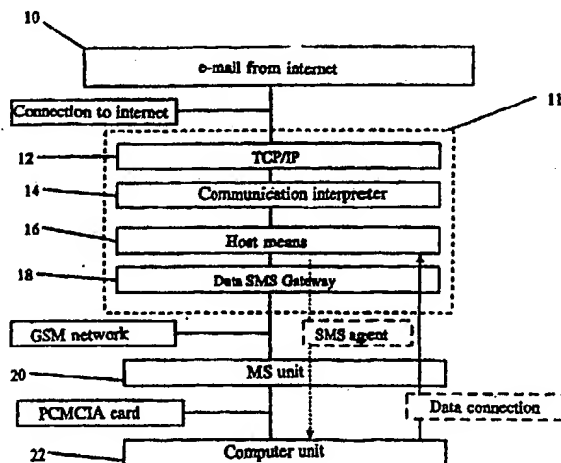 10
e-mail from internet
11
Connection to internet
12
TCP/IP
14
Communication interpreter
16
Host means
18
Data SMS Gateway
GSM network
SMS agent
20
MS unit
PCMCIA card
Data connection
22
Computer unit